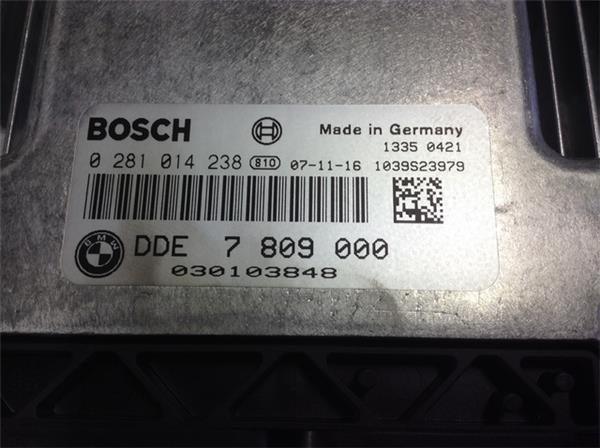 BOSCH
Made in Germany
1335 0421
0 281 014 238 810 07-11-16 1039S23979
BMW
DDE 7 809 000
030103848